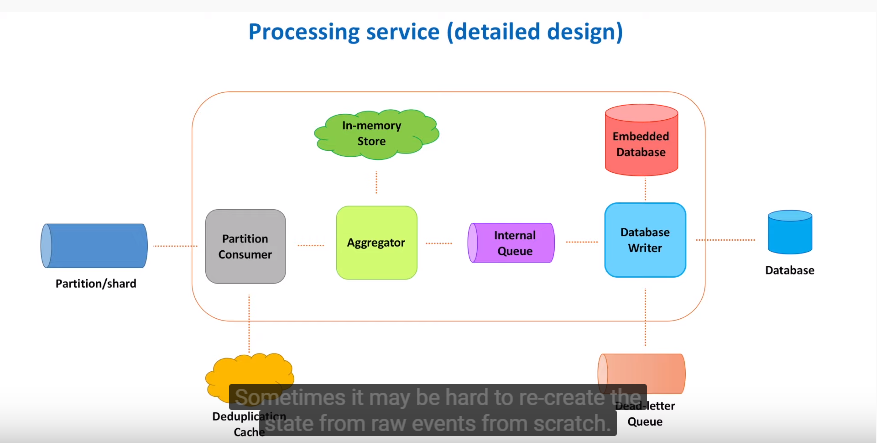 Processing service (detailed design)
In-memory
Store
Embedded
Database
Partition
Consumer
Aggregator
Internal
Queue
Database
Writer
Partition/shard
Database
Sometimes it may be hard to re-create the
state from raw events from scratch.
Deduplication
Cache
Dead-letter
Queue